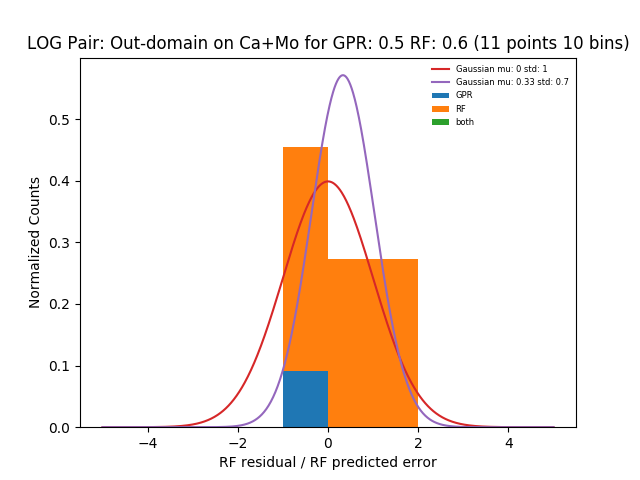 LOG Pair: Out-domain on Ca+Mo for GPR: 0.5 RF: 0.6 (11 points 10 bins)
Gaussian mu: 0 std: 1
Gaussian mu: 0.33 std: 0.7
GPR
RF
both
Normalized Counts
0.5
0.4
0.3
0.2
0.1
0.0
−4 −2 0 2 4
RF residual / RF predicted error